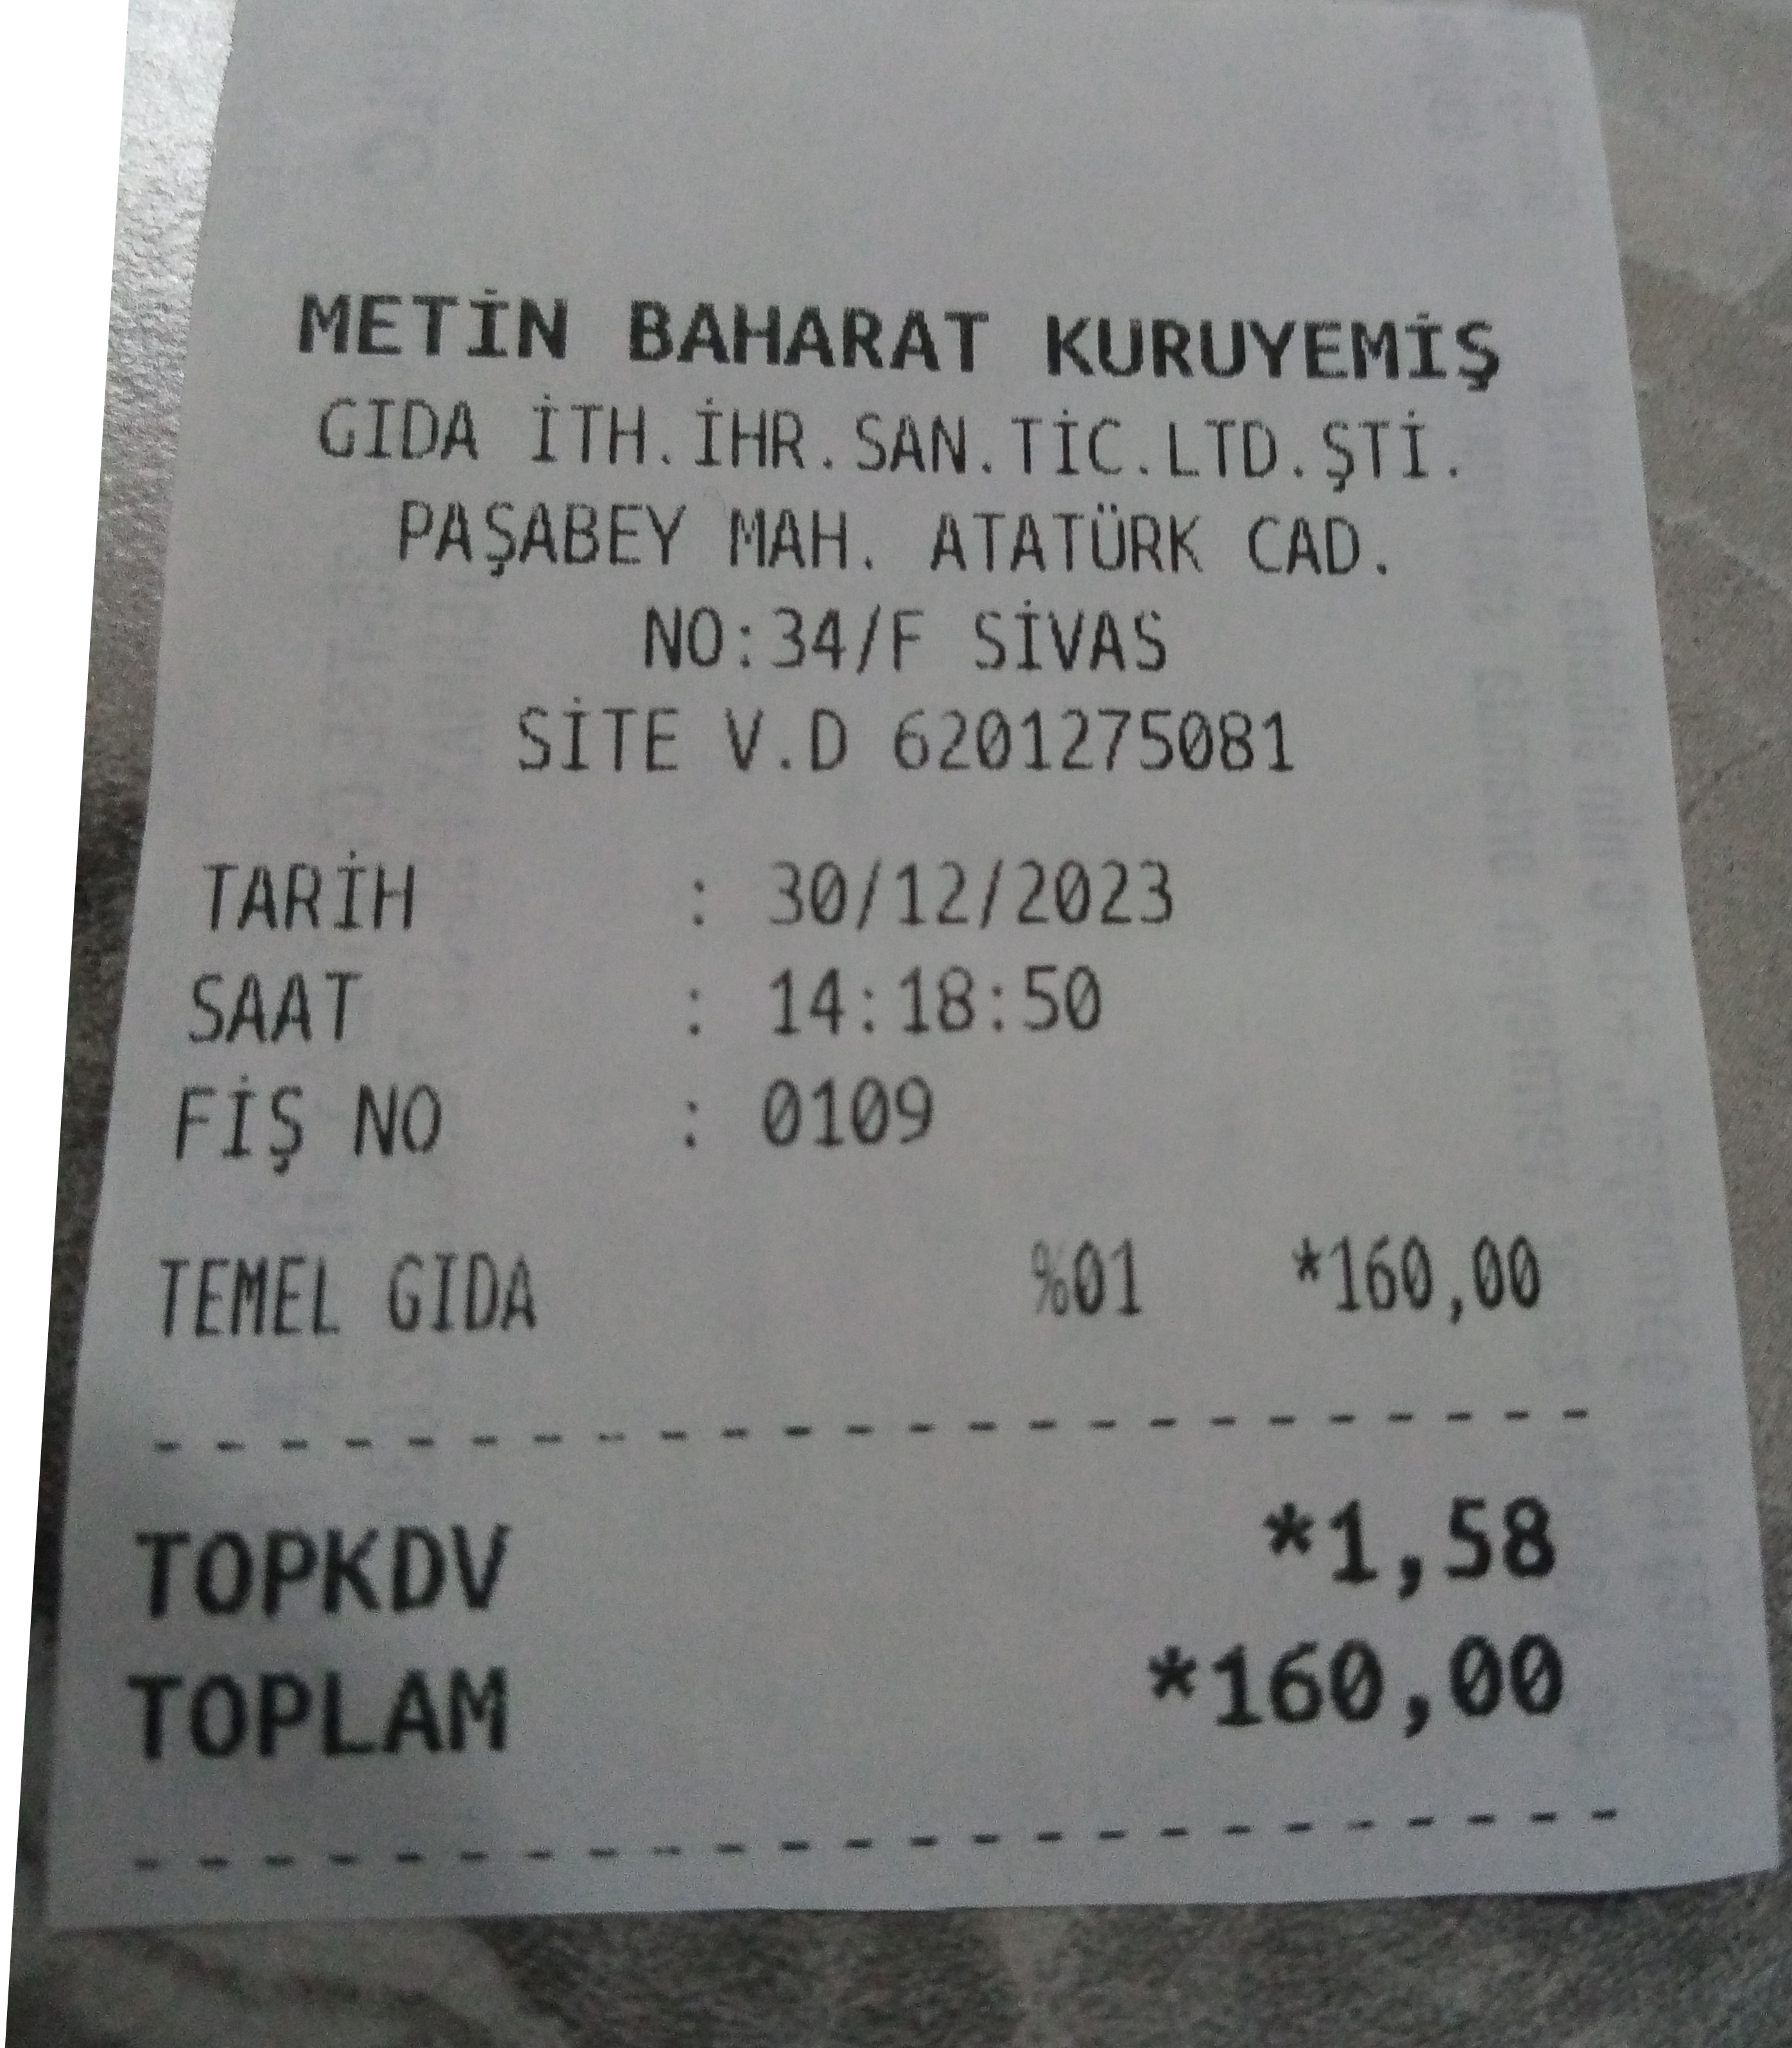 METİN BAHARAT KURUYEMİŞ
GIDA İTH.İHR.SAN.TİC.LTD.ŞTİ.
PAŞABEY MAH. ATATÜRK CAD.
NO:34/F SİVAS
SİTE V.D 6201275081
TARİH : 30/12/2023
SAAT : 14:18:50
FİŞ NO : 0109
TEMEL GIDA %01 *160,00
TOPKDV *1,58
TOPLAM *160,00